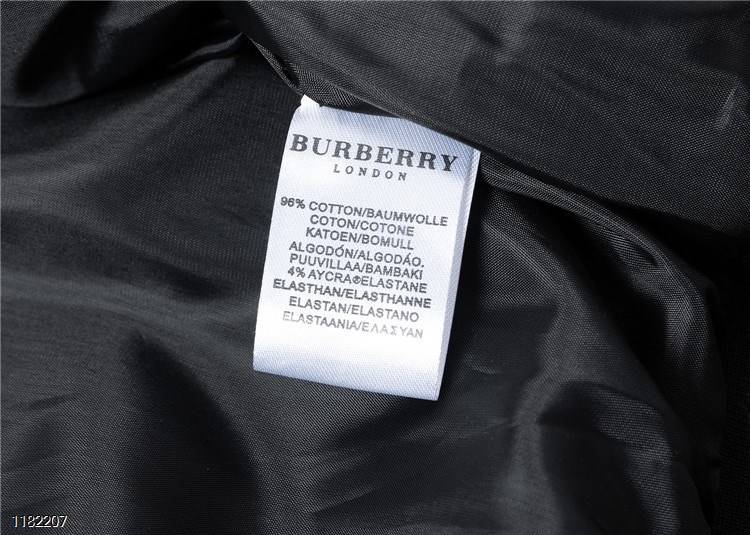 BURBERRY
LONDON
96% COTTON/BAUMWOLLE
COTON/COTONE
KATOEN/BOMULL
ALGODÓN/ALGODÁO.
PUUVILLAA/BAMBAKI
4% AYCRA®ELASTANE
ELASTHAN/ELASTHANNE
ELASTAN/ELASTANO
ELASTAANIA/ΕΛΑΣΥΑΝ
1182207